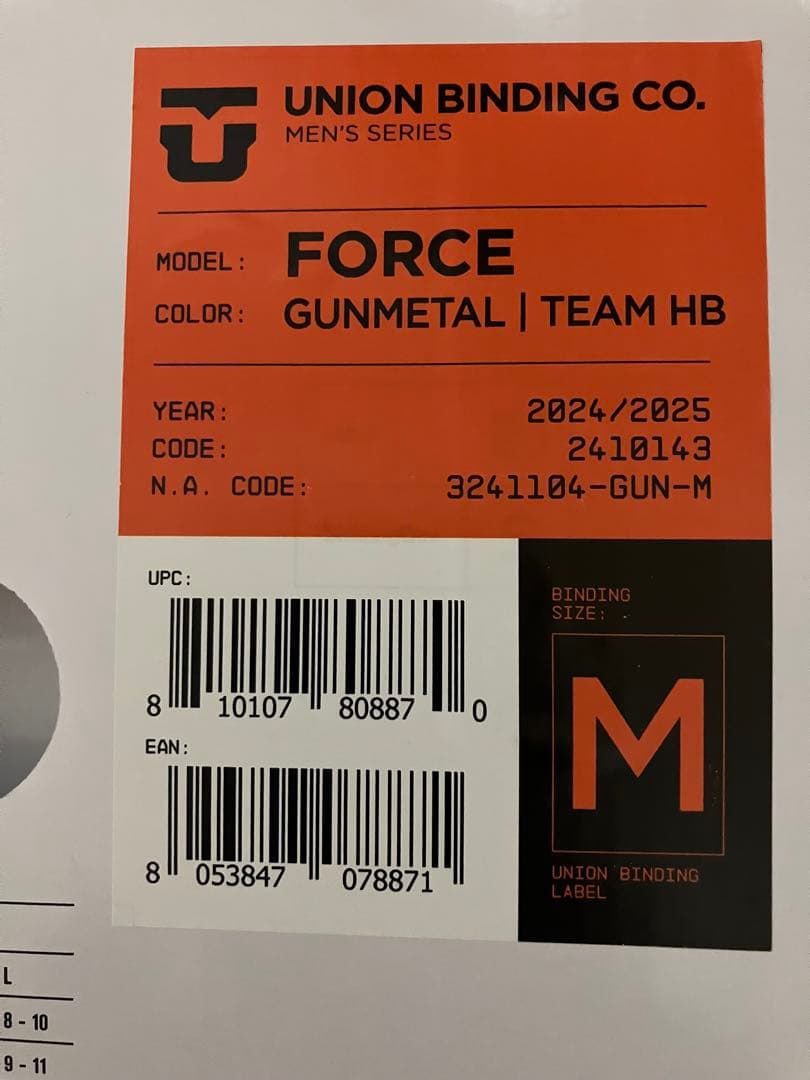 UNION BINDING CO.
MEN'S SERIES
MODEL: FORCE
COLOR: GUNMETAL | TEAM HB
YEAR: 2024/2025
CODE: 2410143
N.A. CODE: 3241104-GUN-M
UPC:
8 10107 80887 0
EAN:
8 053847 078871
BINDING
SIZE:
M
UNION BINDING
LABEL
L
8 - 10
9 - 11